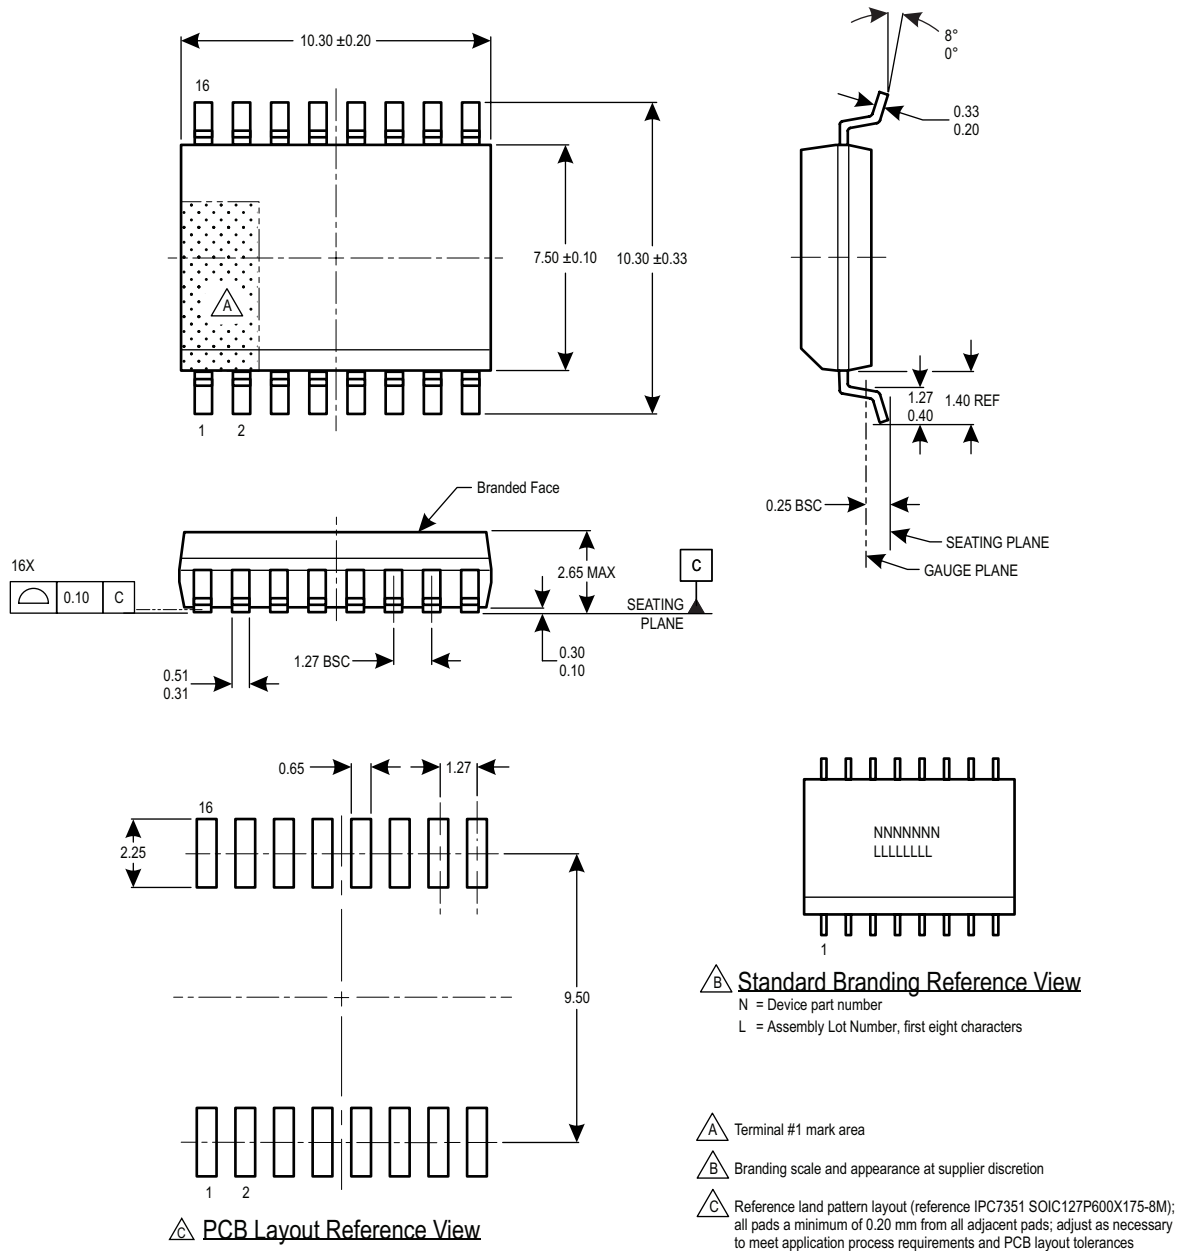 10.30 ±0.20
16
A
7.50 ±0.10
10.30 ±0.33
1
2
8°
0°
0.33
0.20
1.27
0.40
1.40 REF
0.25 BSC
SEATING PLANE
GAUGE PLANE
Branded Face
16X
0.10
C
2.65 MAX
C
SEATING
PLANE
1.27 BSC
0.30
0.10
0.51
0.31
0.65
1.27
16
2.25
9.50
1
2
C PCB Layout Reference View
NNNNNNN
LLLLLLLL
1
B Standard Branding Reference View
N = Device part number
L = Assembly Lot Number, first eight characters
A Terminal #1 mark area
B Branding scale and appearance at supplier discretion
C Reference land pattern layout (reference IPC7351 SOIC127P600X175-8M);
all pads a minimum of 0.20 mm from all adjacent pads; adjust as necessary
to meet application process requirements and PCB layout tolerances